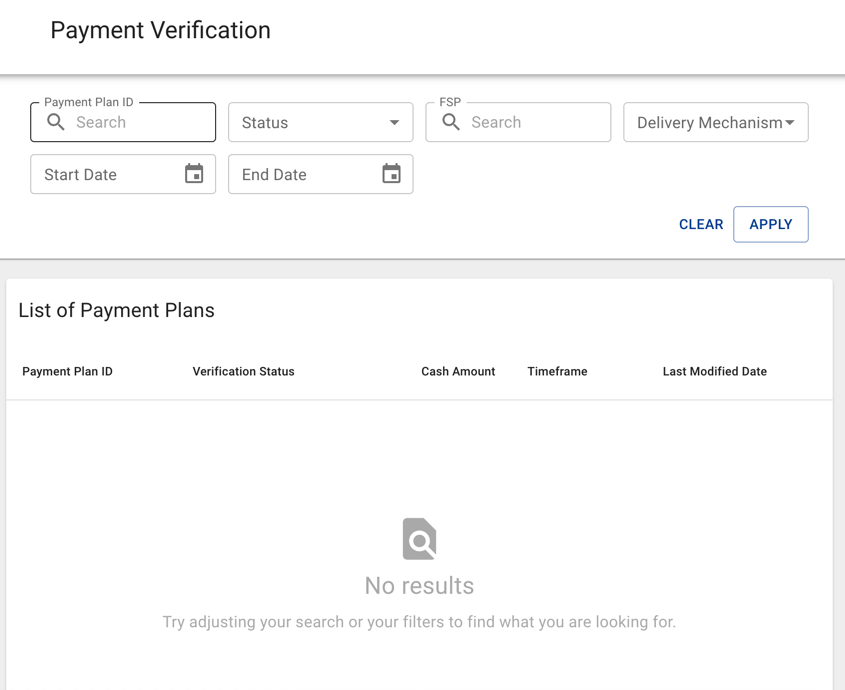 Payment Verification
Payment Plan ID
Search
Status
FSP
Search
Delivery Mechanism
Start Date
End Date
CLEAR
APPLY
List of Payment Plans
Payment Plan ID
Verification Status
Cash Amount
Timeframe
Last Modified Date
No results
Try adjusting your search or your filters to find what you are looking for.